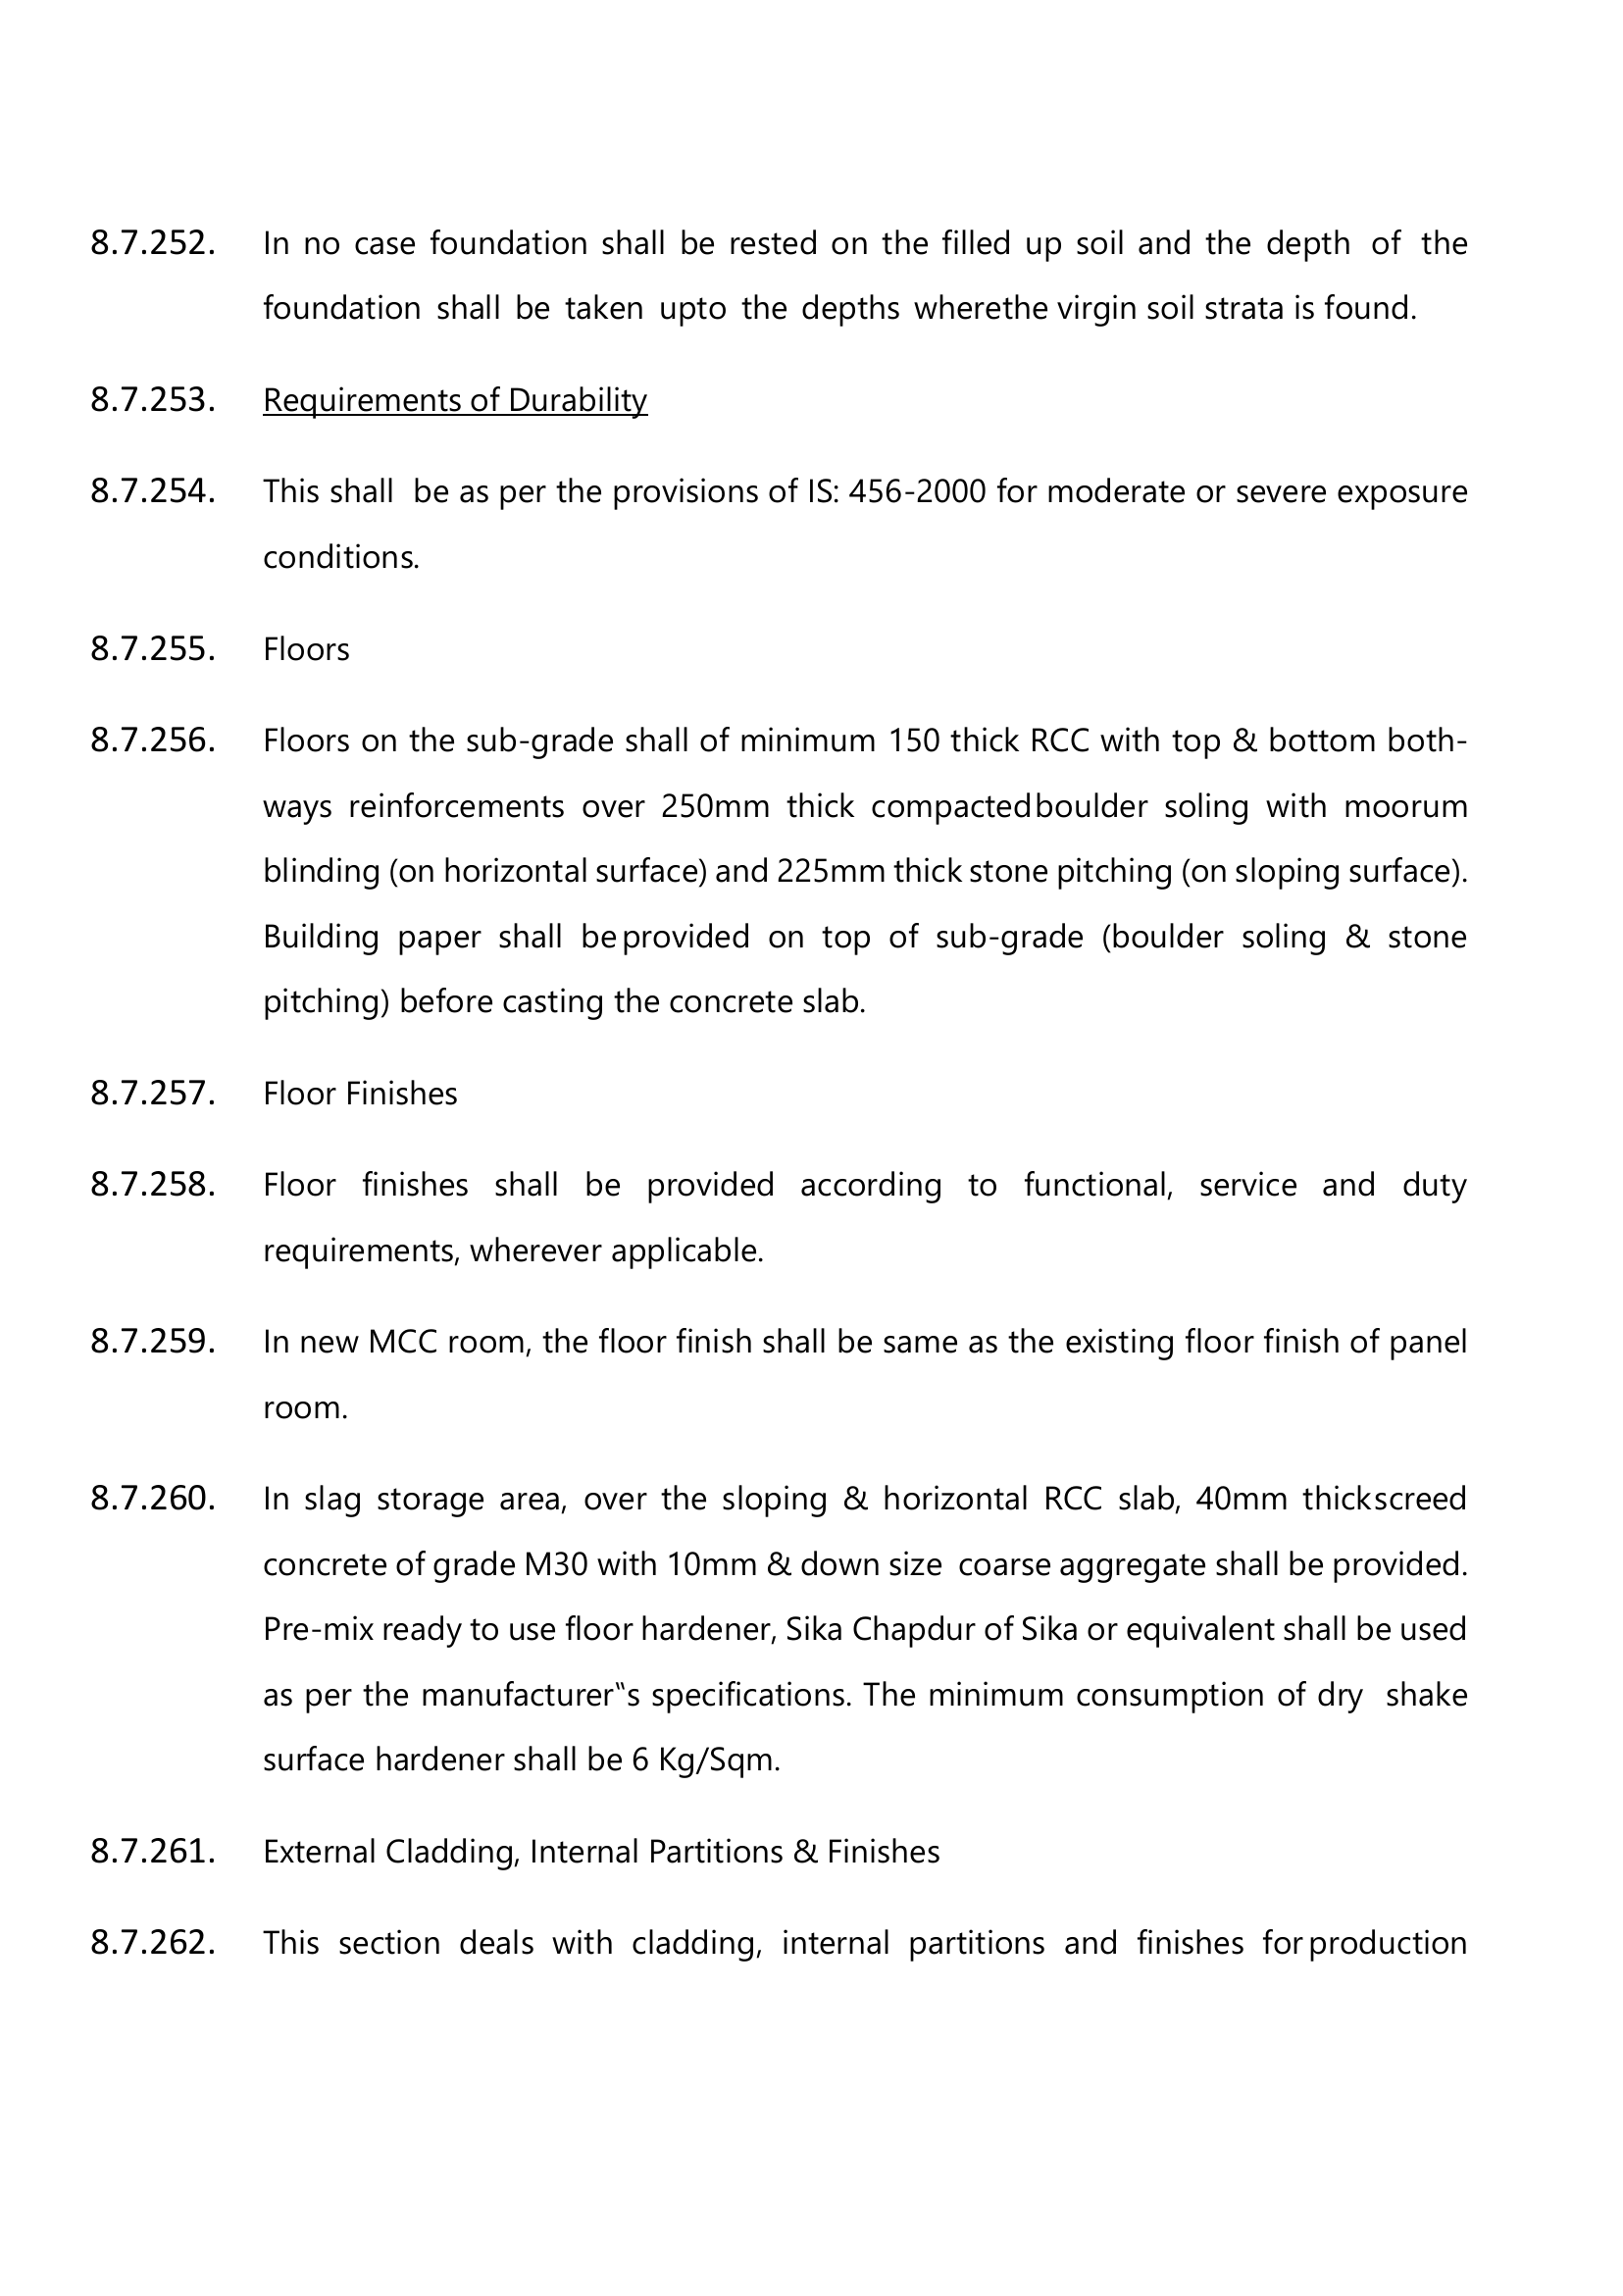 8.7.252. In no case foundation shall be rested on the filled up soil and the depth of the
foundation shall be taken upto the depths wherethe virgin soil strata is found.
8.7.253. Requirements of Durability
8.7.254. This shall be as per the provisions of IS: 456-2000 for moderate or severe exposure
conditions.
8.7.255. Floors
8.7.256. Floors on the sub-grade shall of minimum 150 thick RCC with top & bottom both-
ways reinforcements over 250mm thick compactedboulder soling with moorum
blinding (on horizontal surface) and 225mm thick stone pitching (on sloping surface).
Building paper shall beprovided on top of sub-grade (boulder soling & stone
pitching) before casting the concrete slab.
8.7.257. Floor Finishes
8.7.258. Floor finishes shall be provided according to functional, service and duty
requirements, wherever applicable.
8.7.259. In new MCC room, the floor finish shall be same as the existing floor finish of panel
room.
8.7.260. In slag storage area, over the sloping & horizontal RCC slab, 40mm thickscreed
concrete of grade M30 with 10mm & down size coarse aggregate shall be provided.
Pre-mix ready to use floor hardener, Sika Chapdur of Sika or equivalent shall be used
as per the manufacturer‟s specifications. The minimum consumption of dry shake
surface hardener shall be 6 Kg/Sqm.
8.7.261. External Cladding, Internal Partitions & Finishes
8.7.262. This section deals with cladding, internal partitions and finishes forproduction